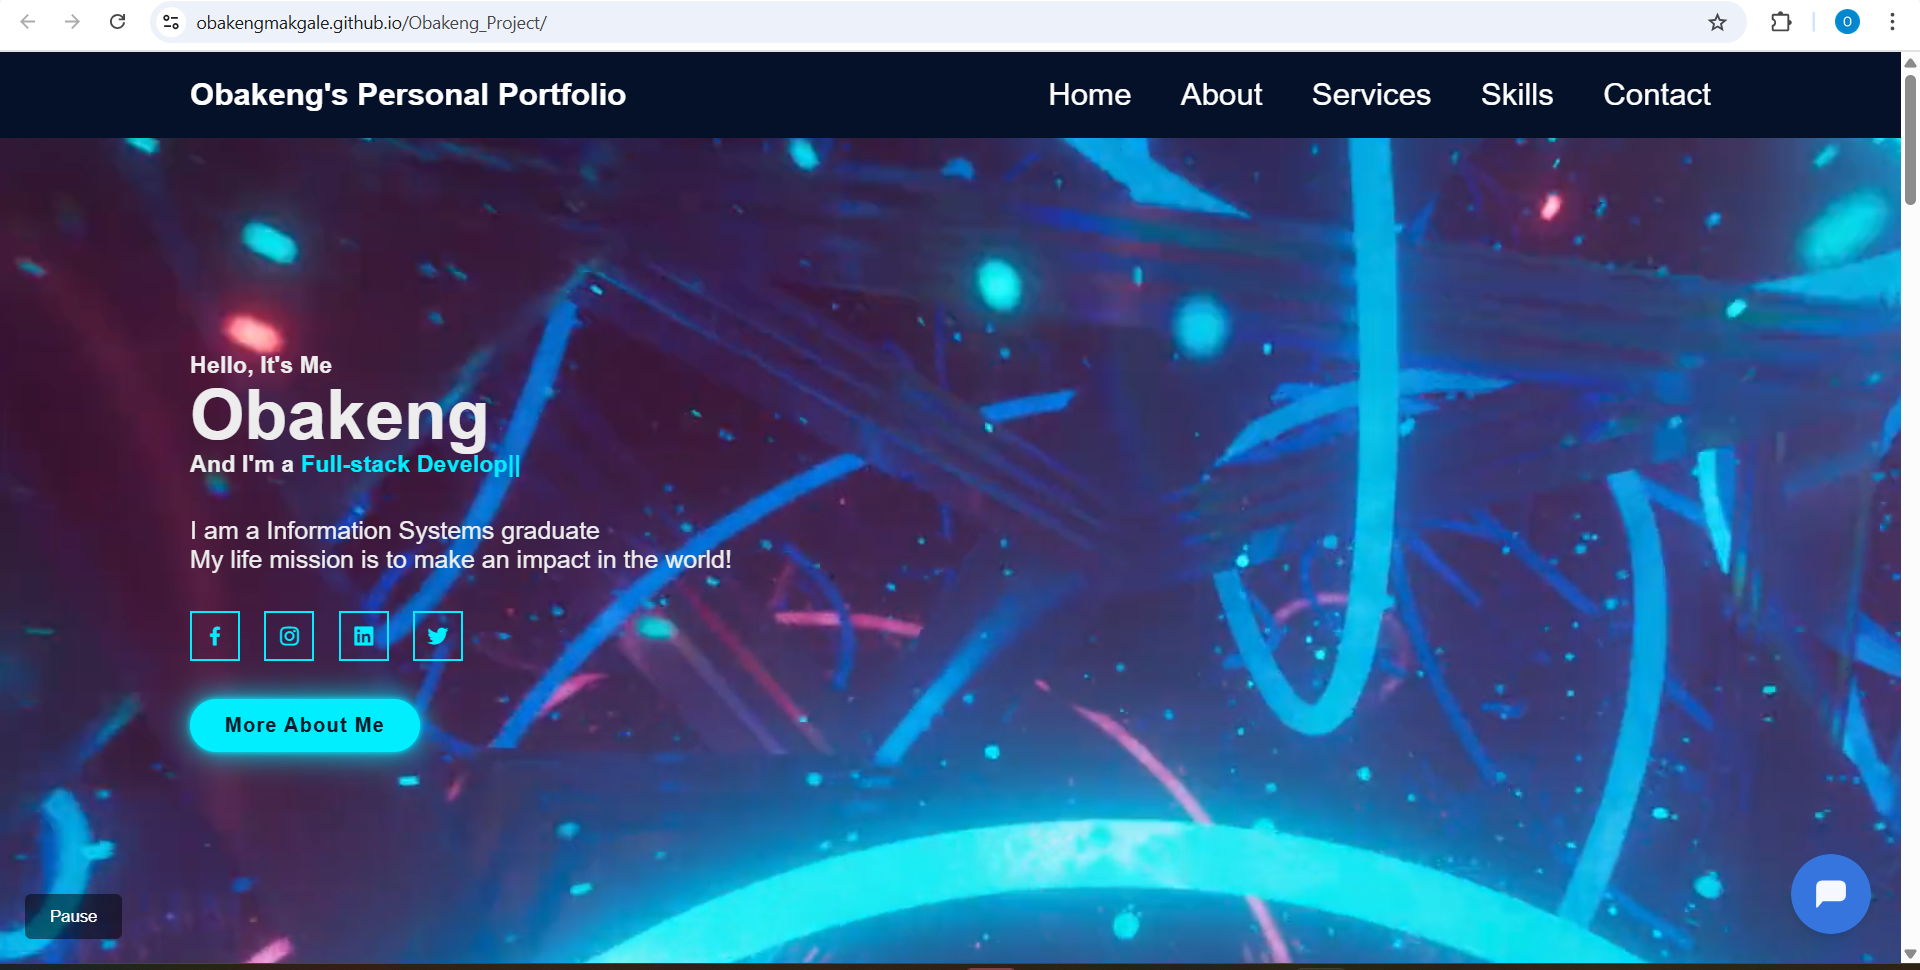 obakengmakgale.github.io/Obakeng_Project/
O
Obakeng's Personal Portfolio
Home About Services Skills Contact
Hello, It's Me
Obakeng
And I'm a Full-stack Develop||
I am a Information Systems graduate
My life mission is to make an impact in the world!
More About Me
Pause